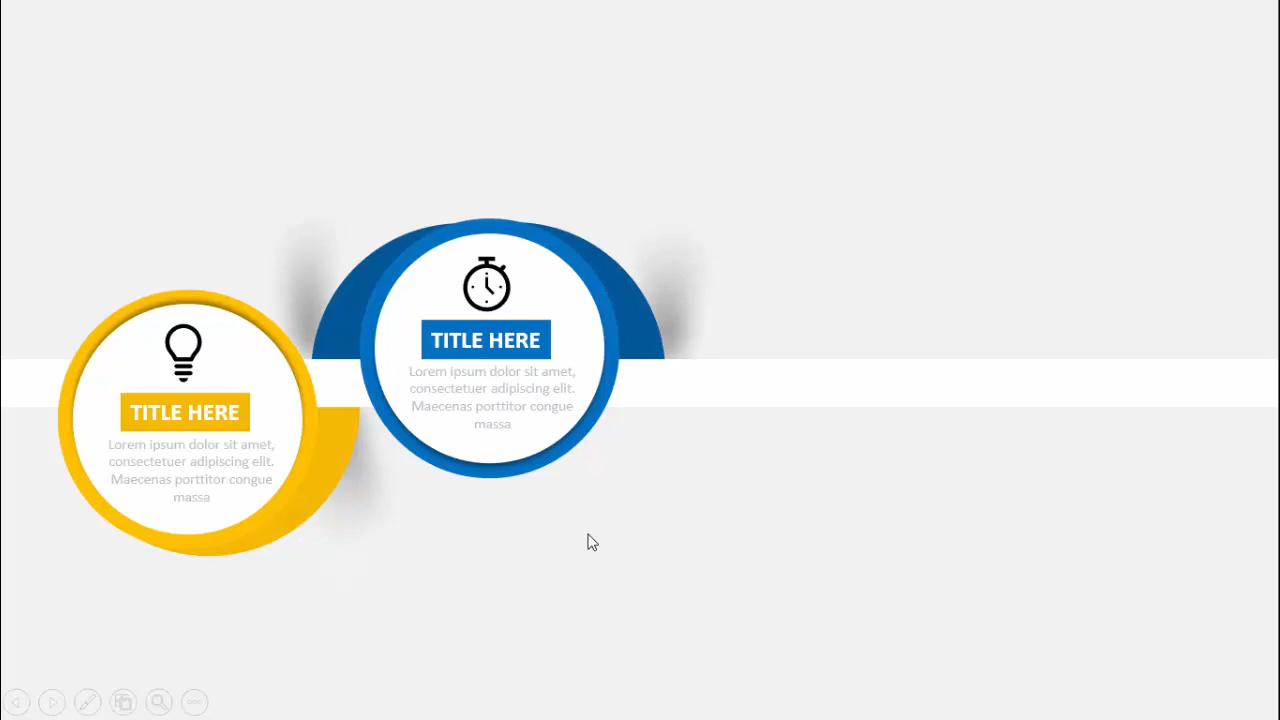 TITLE HERE
Lorem ipsum dolor sit amet,
consectetuer adipiscing elit.
Maecenas porttitor congue
massa
TITLE HERE
Lorem ipsum dolor sit amet,
consectetuer adipiscing elit.
Maecenas porttitor congue
massa